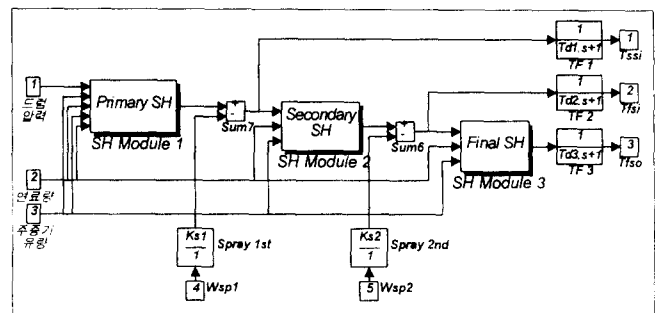 1
드럼
압력
Primary SH
SH Module 1
+
-
Sum7
Secondary
SH
SH Module 2
+
-
Sum6
Final SH
SH Module 3
1
Td1.s+1
TF 1
1
Tssi
1
Td2.s+1
TF 2
2
Tfsi
1
Td3.s+1
TF 3
3
Tfso
2
연료량
3
주증기
유량
Ks1
1
Spray 1st
4
Wsp1
Ks2
1
Spray 2nd
5
Wsp2